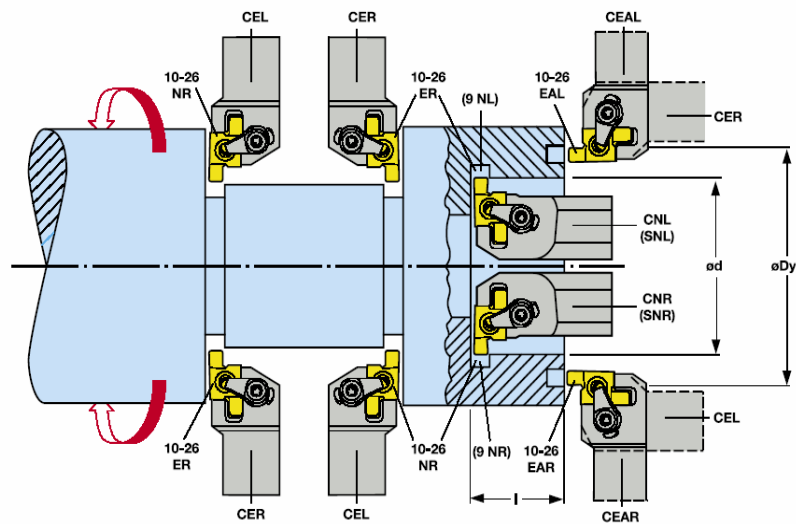 CEL
CER
CEAL
10-26
NR
10-26
ER
(9 NL)
10-26
EAL
CER
CNL
(SNL)
ød
øDy
CNR
(SNR)
10-26
ER
10-26
NR
(9 NR)
10-26
EAR
CEL
l
CER
CEL
CEAR